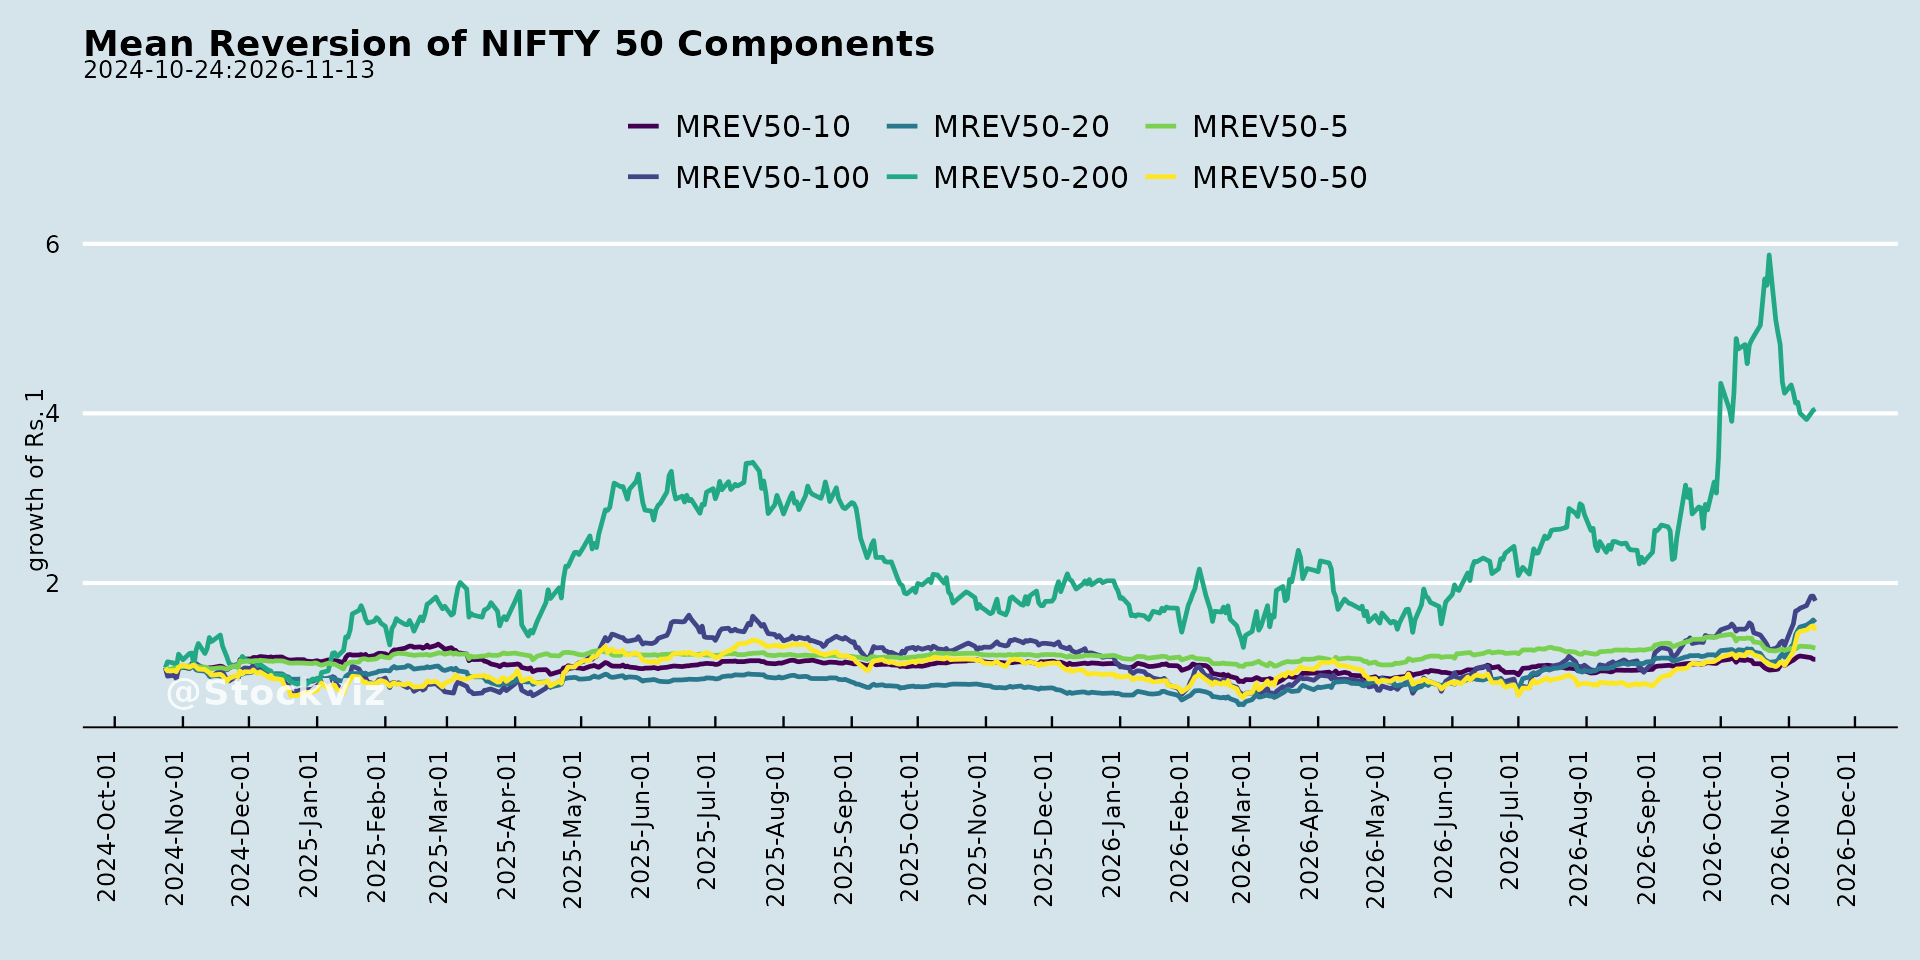 Mean Reversion of NIFTY 50 Components
2024-10-24:2026-11-13
MREV50-10 MREV50-20 MREV50-5
MREV50-100 MREV50-200 MREV50-50
growth of Rs. 1
6
4
2
@StockViz
2024-Oct-01
2024-Nov-01
2024-Dec-01
2025-Jan-01
2025-Feb-01
2025-Mar-01
2025-Apr-01
2025-May-01
2025-Jun-01
2025-Jul-01
2025-Aug-01
2025-Sep-01
2025-Oct-01
2025-Nov-01
2025-Dec-01
2026-Jan-01
2026-Feb-01
2026-Mar-01
2026-Apr-01
2026-May-01
2026-Jun-01
2026-Jul-01
2026-Aug-01
2026-Sep-01
2026-Oct-01
2026-Nov-01
2026-Dec-01